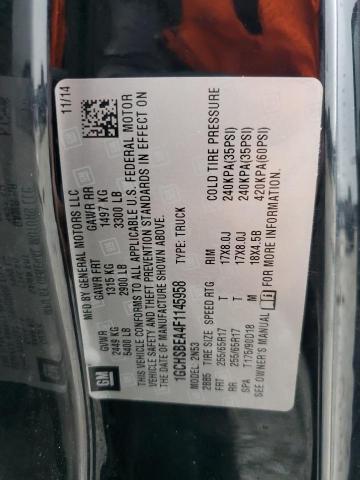 11/14
MFD BY GENERAL MOTORS LLC
GVWR GAWR FRT GAWR RR
2449 KG 1315 KG 1497 KG
5400 LB 2900 LB 3300 LB
THIS VEHICLE CONFORMS TO ALL APPLICABLE U.S. FEDERAL MOTOR
VEHICLE SAFETY AND THEFT PREVENTION STANDARDS IN EFFECT ON
THE DATE OF MANUFACTURE SHOWN ABOVE.
1GCHSBEA4F1145958 TYPE: TRUCK
MODEL: 2N53
GM
2885 TIRE SIZE SPEED RTG RIM COLD TIRE PRESSURE
FRT 255/65R17 T 17X8.0J 240KPA(35PSI)
RR 255/65R17 T 17X8.0J 240KPA(35PSI)
SPA T175/90D18 M 18X4.5B 420KPA(60PSI)
SEE OWNER'S MANUAL FOR MORE INFORMATION.